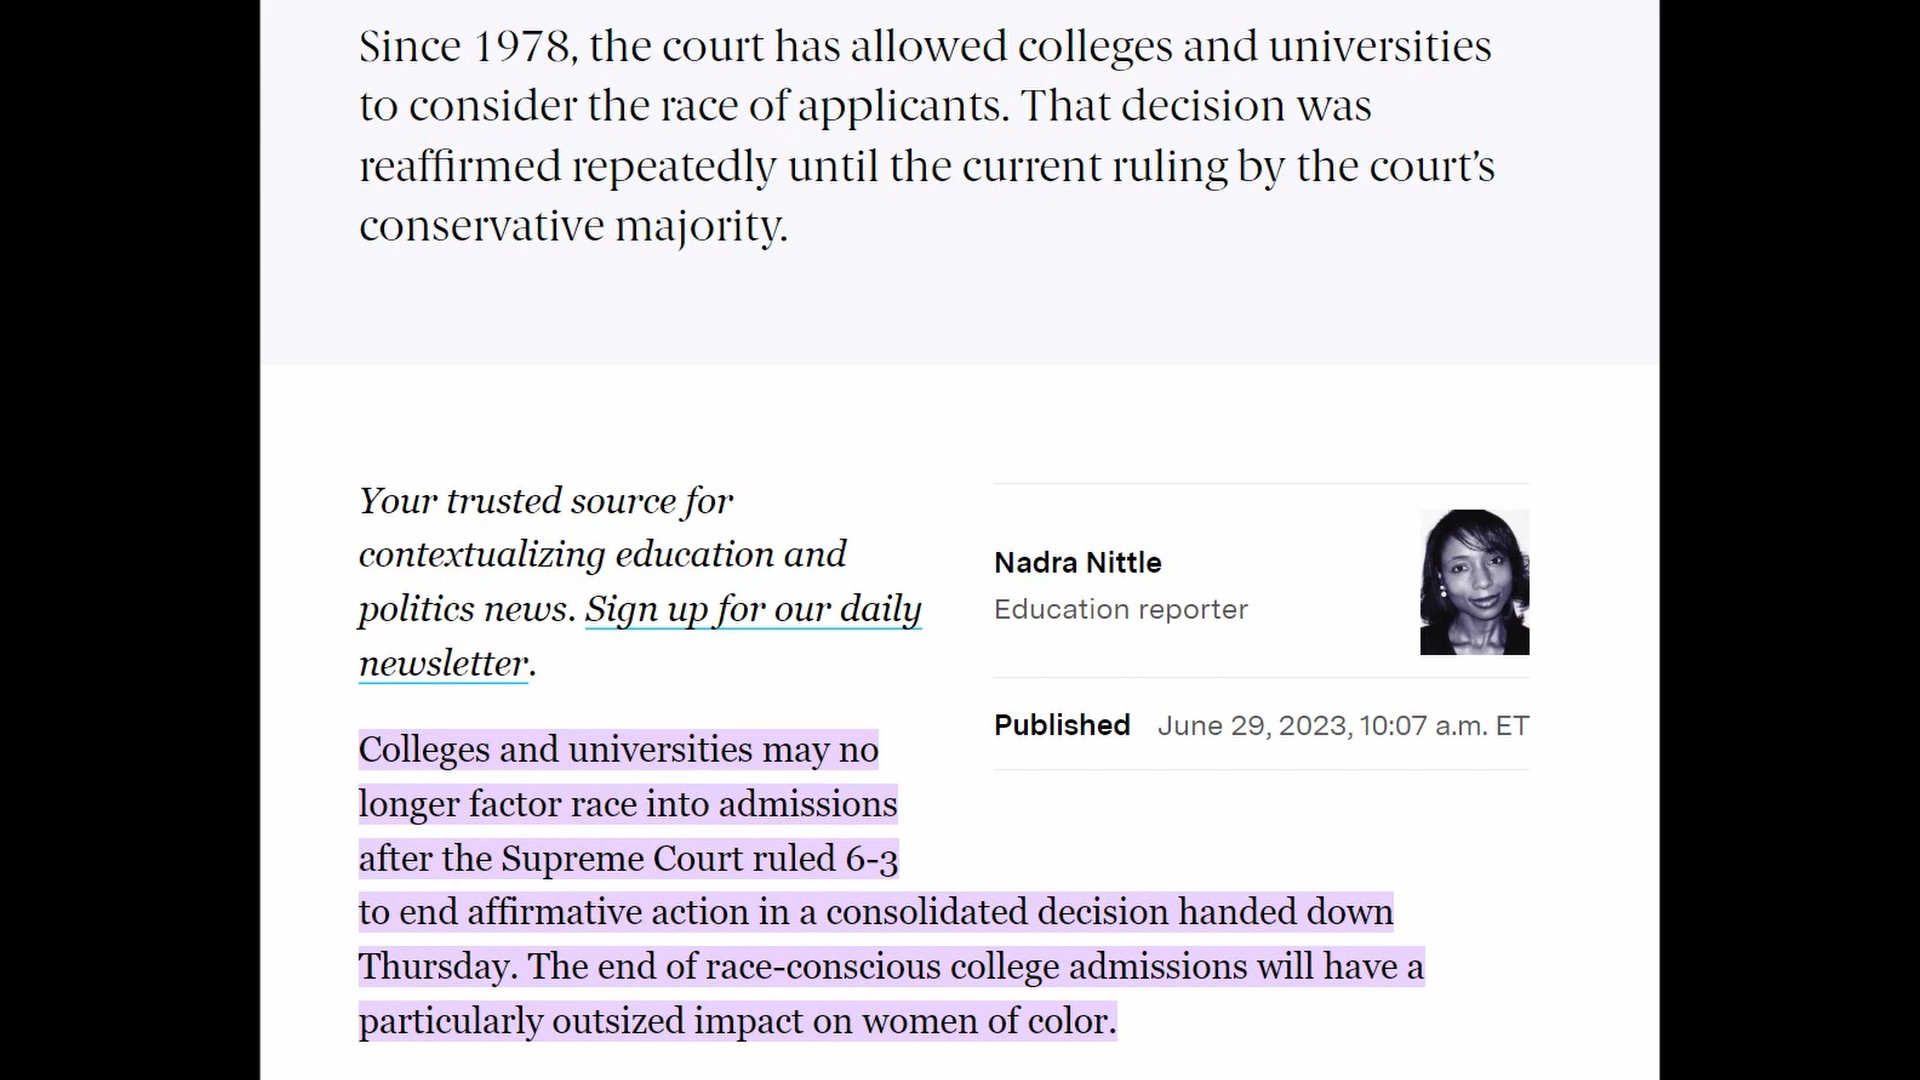 Since 1978, the court has allowed colleges and universities
to consider the race of applicants. That decision was
reaffirmed repeatedly until the current ruling by the court’s
conservative majority.
Your trusted source for
contextualizing education and
politics news. Sign up for our daily
newsletter.
Nadra Nittle
Education reporter
Published June 29, 2023, 10:07 a.m. ET
Colleges and universities may no
longer factor race into admissions
after the Supreme Court ruled 6-3
to end affirmative action in a consolidated decision handed down
Thursday. The end of race-conscious college admissions will have a
particularly outsized impact on women of color.